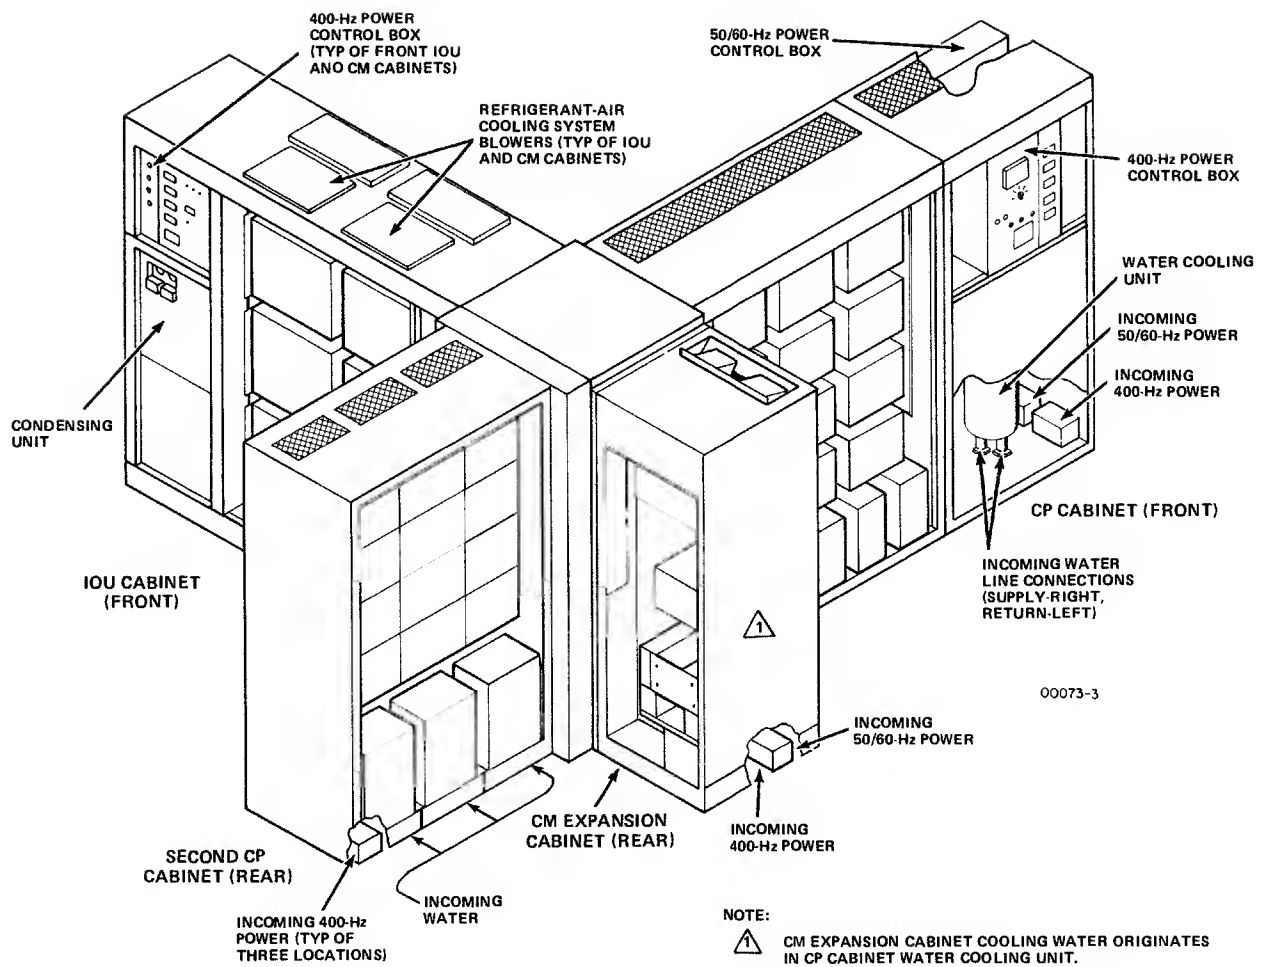 400-Hz POWER
CONTROL BOX
(TYP OF FRONT IOU
AND CM CABINETS)
50/60-Hz POWER
CONTROL BOX
REFRIGERANT-AIR
COOLING SYSTEM
BLOWERS (TYP OF IOU
AND CM CABINETS)
400-Hz POWER
CONTROL BOX
WATER COOLING
UNIT
INCOMING
50/60-Hz POWER
INCOMING
400-Hz POWER
CONDENSING
UNIT
CP CABINET (FRONT)
IOU CABINET
(FRONT)
INCOMING WATER
LINE CONNECTIONS
(SUPPLY-RIGHT,
RETURN-LEFT)
1
00073-3
INCOMING
50/60-Hz POWER
CM EXPANSION
CABINET (REAR)
INCOMING
400-Hz POWER
SECOND CP
CABINET (REAR)
INCOMING
WATER
INCOMING 400-Hz
POWER (TYP OF
THREE LOCATIONS)
NOTE:
1 CM EXPANSION CABINET COOLING WATER ORIGINATES
IN CP CABINET WATER COOLING UNIT.